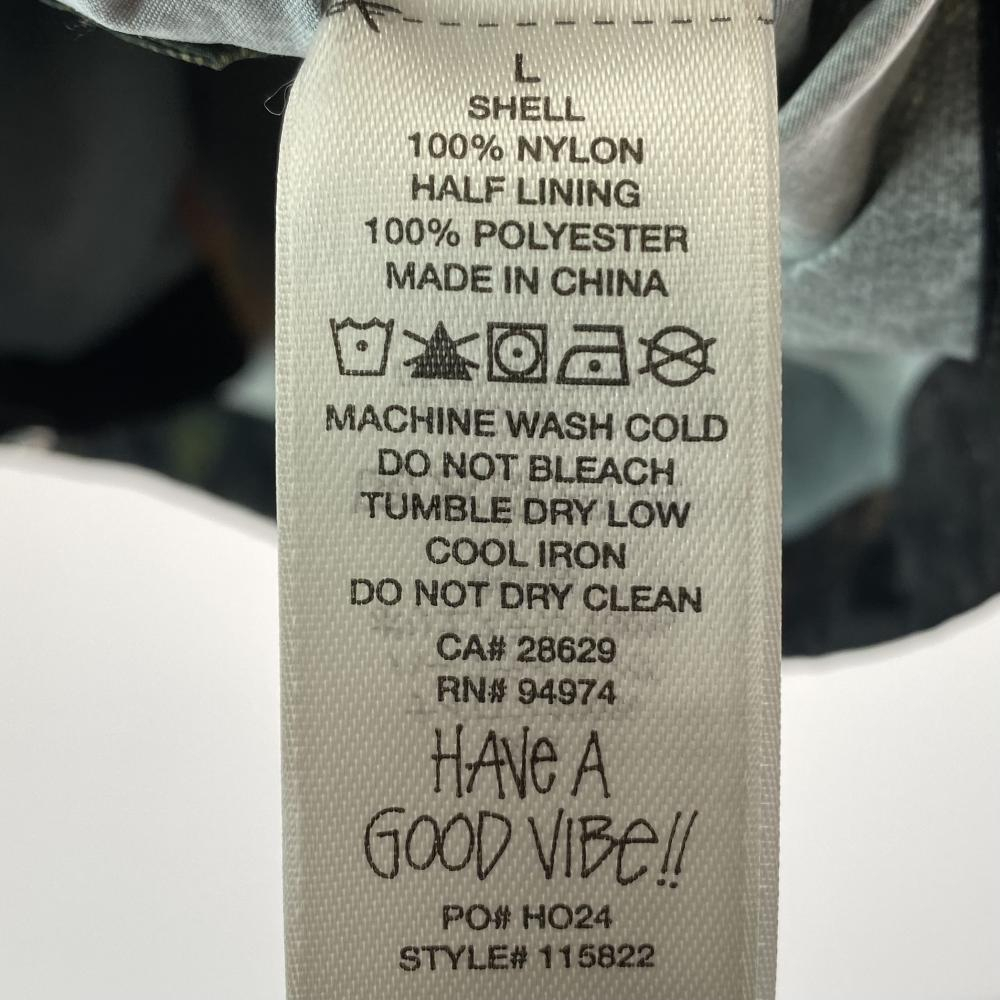 L
SHELL
100% NYLON
HALF LINING
100% POLYESTER
MADE IN CHINA
MACHINE WASH COLD
DO NOT BLEACH
TUMBLE DRY LOW
COOL IRON
DO NOT DRY CLEAN
CA# 28629
RN# 94974
HAVe A
GOOD VIBe!!
PO# HO24
STYLE# 115822